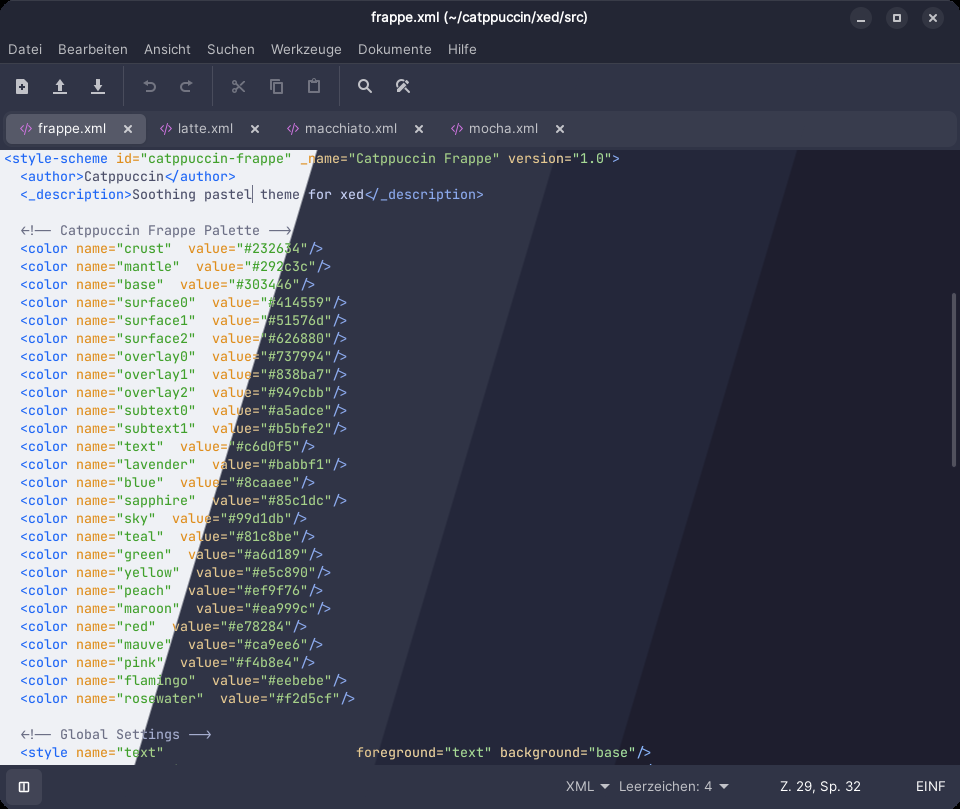 frappe.xml (~/catppuccin/xed/src)
Datei Bearbeiten Ansicht Suchen Werkzeuge Dokumente Hilfe
frappe.xml latte.xml macchiato.xml mocha.xml
<style-scheme id="catppuccin-frappe" _name="Catppuccin Frappe" version="1.0">
  <author>Catppuccin</author>
  <_description>Soothing pastel theme for xed</_description>

  <!-- Catppuccin Frappe Palette -->
  <color name="crust"  value="#232634"/>
  <color name="mantle"  value="#292c3c"/>
  <color name="base"  value="#303446"/>
  <color name="surface0"  value="#414559"/>
  <color name="surface1"  value="#51576d"/>
  <color name="surface2"  value="#626880"/>
  <color name="overlay0"  value="#737994"/>
  <color name="overlay1"  value="#838ba7"/>
  <color name="overlay2"  value="#949cbb"/>
  <color name="subtext0"  value="#a5adce"/>
  <color name="subtext1"  value="#b5bfe2"/>
  <color name="text"  value="#c6d0f5"/>
  <color name="lavender"  value="#babbf1"/>
  <color name="blue"  value="#8caaee"/>
  <color name="sapphire"  value="#85c1dc"/>
  <color name="sky"  value="#99d1db"/>
  <color name="teal"  value="#81c8be"/>
  <color name="green"  value="#a6d189"/>
  <color name="yellow"  value="#e5c890"/>
  <color name="peach"  value="#ef9f76"/>
  <color name="maroon"  value="#ea999c"/>
  <color name="red"  value="#e78284"/>
  <color name="mauve"  value="#ca9ee6"/>
  <color name="pink"  value="#f4b8e4"/>
  <color name="flamingo"  value="#eebebe"/>
  <color name="rosewater"  value="#f2d5cf"/>

  <!-- Global Settings -->
  <style name="text"                        foreground="text" background="base"/>
XML Leerzeichen: 4 Z. 29, Sp. 32 EINF